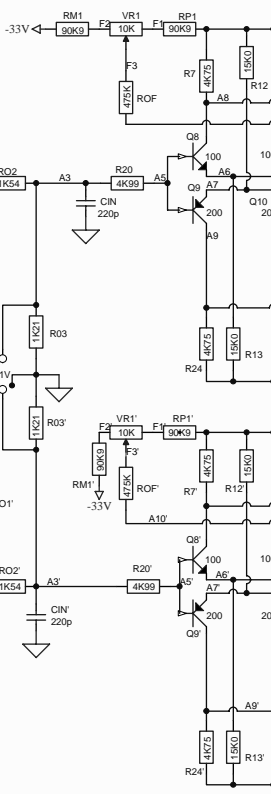 RM1
VR1
RP1
-33V
90K9
F2
10K
F1
90K9
F3
475K
ROF
R7
4K75
15K0
R12
A8
Q8
100
A6
10
RO2
1K54
A3
R20
4K99
A5
Q9
A7
Q10
200
20
CIN
220p
A9
R03
1K21
1V
R03'
1K21
R24
4K75
15K0
R13
VR1'
RP1'
F2'
10K
F1'
90K9
F3'
90K9
RM1'
-33V
475K
ROF'
4K75
R7'
15K0
R12'
A10'
O1'
Q8'
100
A6'
10
RO2'
1K54
A3'
R20'
4K99
A5'
A7'
200
20
Q9'
CIN'
220p
A9'
4K75
R24'
15K0
R13'